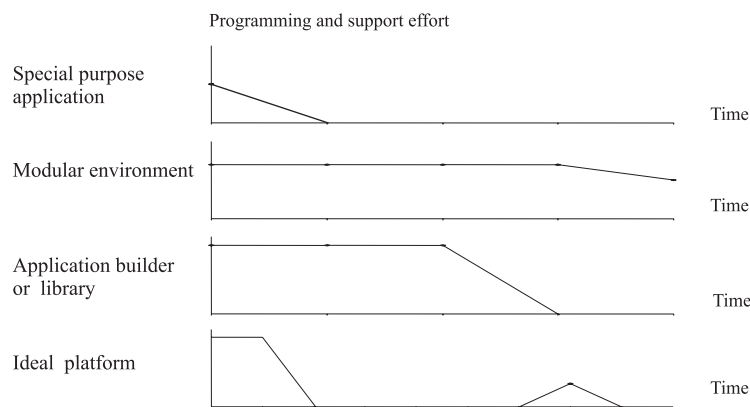 Programming and support effort
Special purpose
application
Time
Modular environment
Time
Application builder
or library
Time
Ideal platform
Time